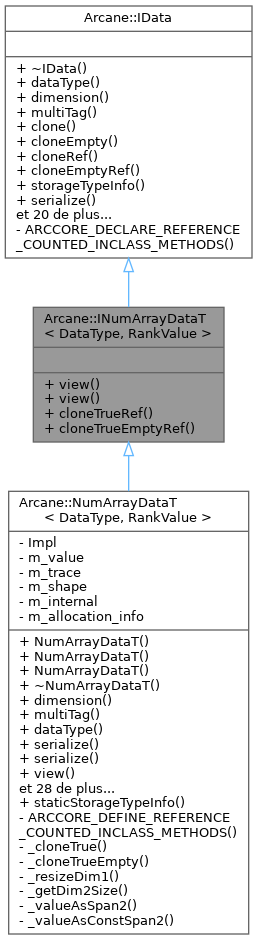 Arcane::IData
+ ~IData()
+ dataType()
+ dimension()
+ multiTag()
+ clone()
+ cloneEmpty()
+ cloneRef()
+ cloneEmptyRef()
+ storageTypeInfo()
+ serialize()
et 20 de plus...
- ARCCORE_DECLARE_REFERENCE
_COUNTED_INCLASS_METHODS()
Arcane::INumArrayDataT
< DataType, RankValue >
+ view()
+ view()
+ cloneTrueRef()
+ cloneTrueEmptyRef()
Arcane::NumArrayDataT
< DataType, RankValue >
- Impl
- m_value
- m_trace
- m_shape
- m_internal
- m_allocation_info
+ NumArrayDataT()
+ NumArrayDataT()
+ NumArrayDataT()
+ ~NumArrayDataT()
+ dimension()
+ multiTag()
+ dataType()
+ serialize()
+ serialize()
+ view()
et 28 de plus...
+ staticStorageTypeInfo()
- ARCCORE_DEFINE_REFERENCE
_COUNTED_INCLASS_METHODS()
- _cloneTrue()
- _cloneTrueEmpty()
- _resizeDim1()
- _getDim2Size()
- _valueAsSpan2()
- _valueAsConstSpan2()